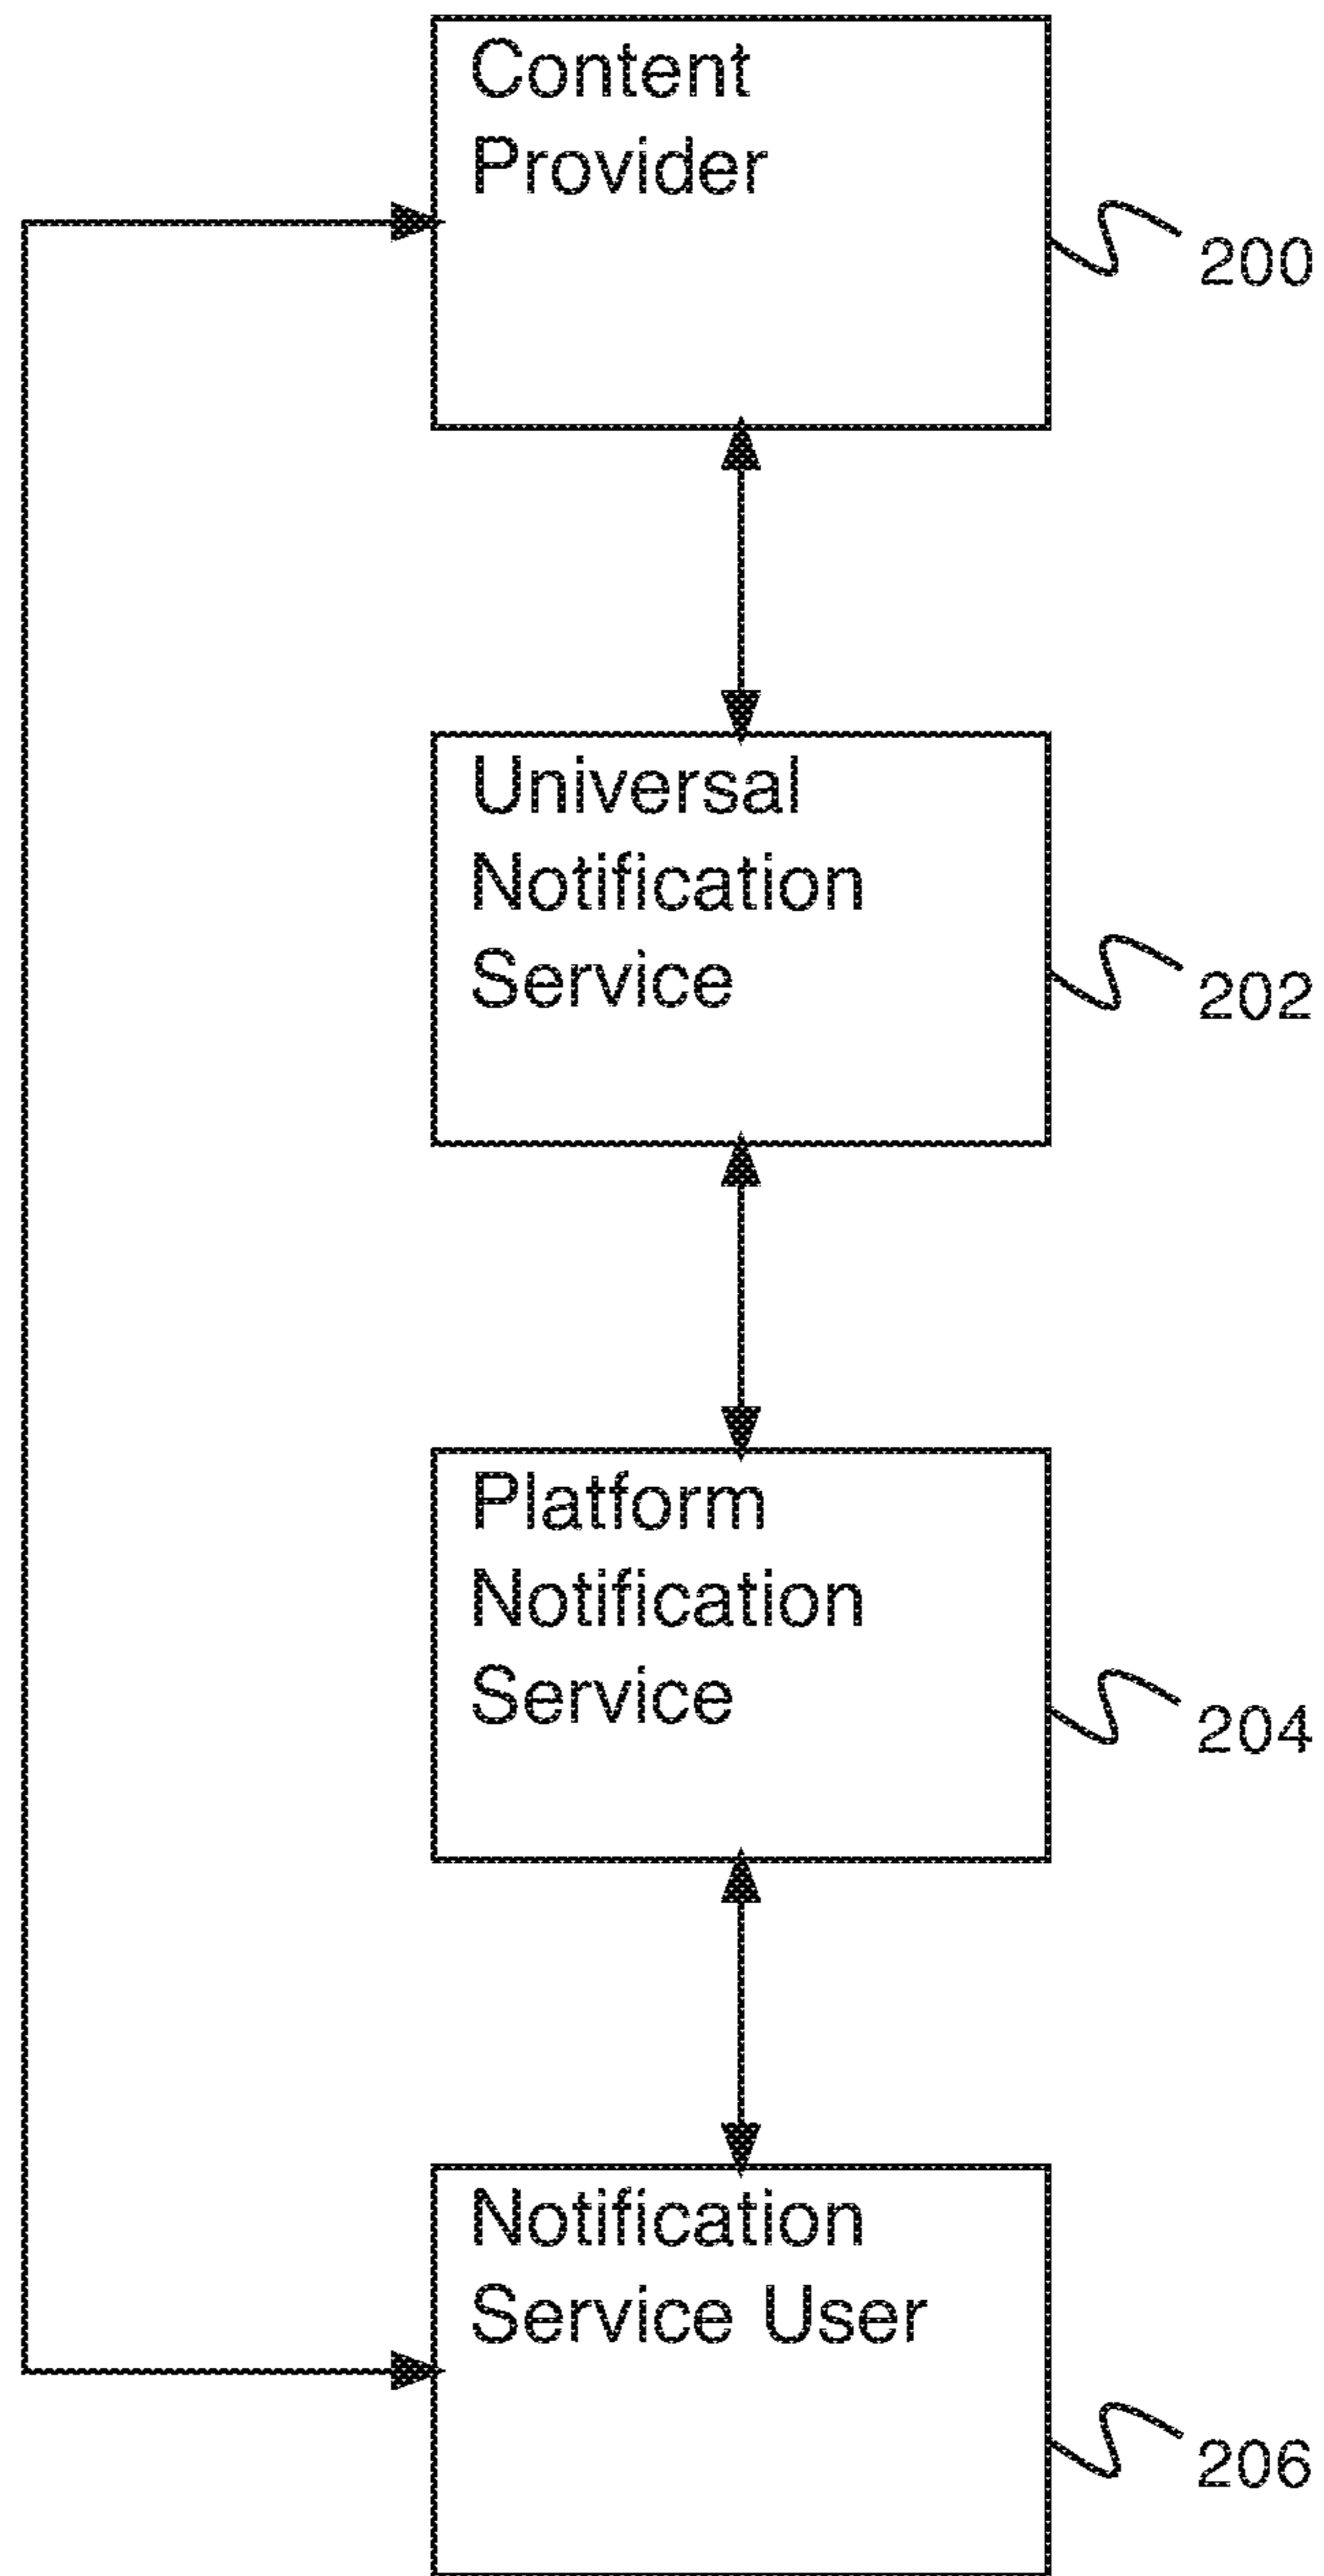 Content
Provider
200
Universal
Notification
Service
202
Platform
Notification
Service
204
Notification
Service User
206